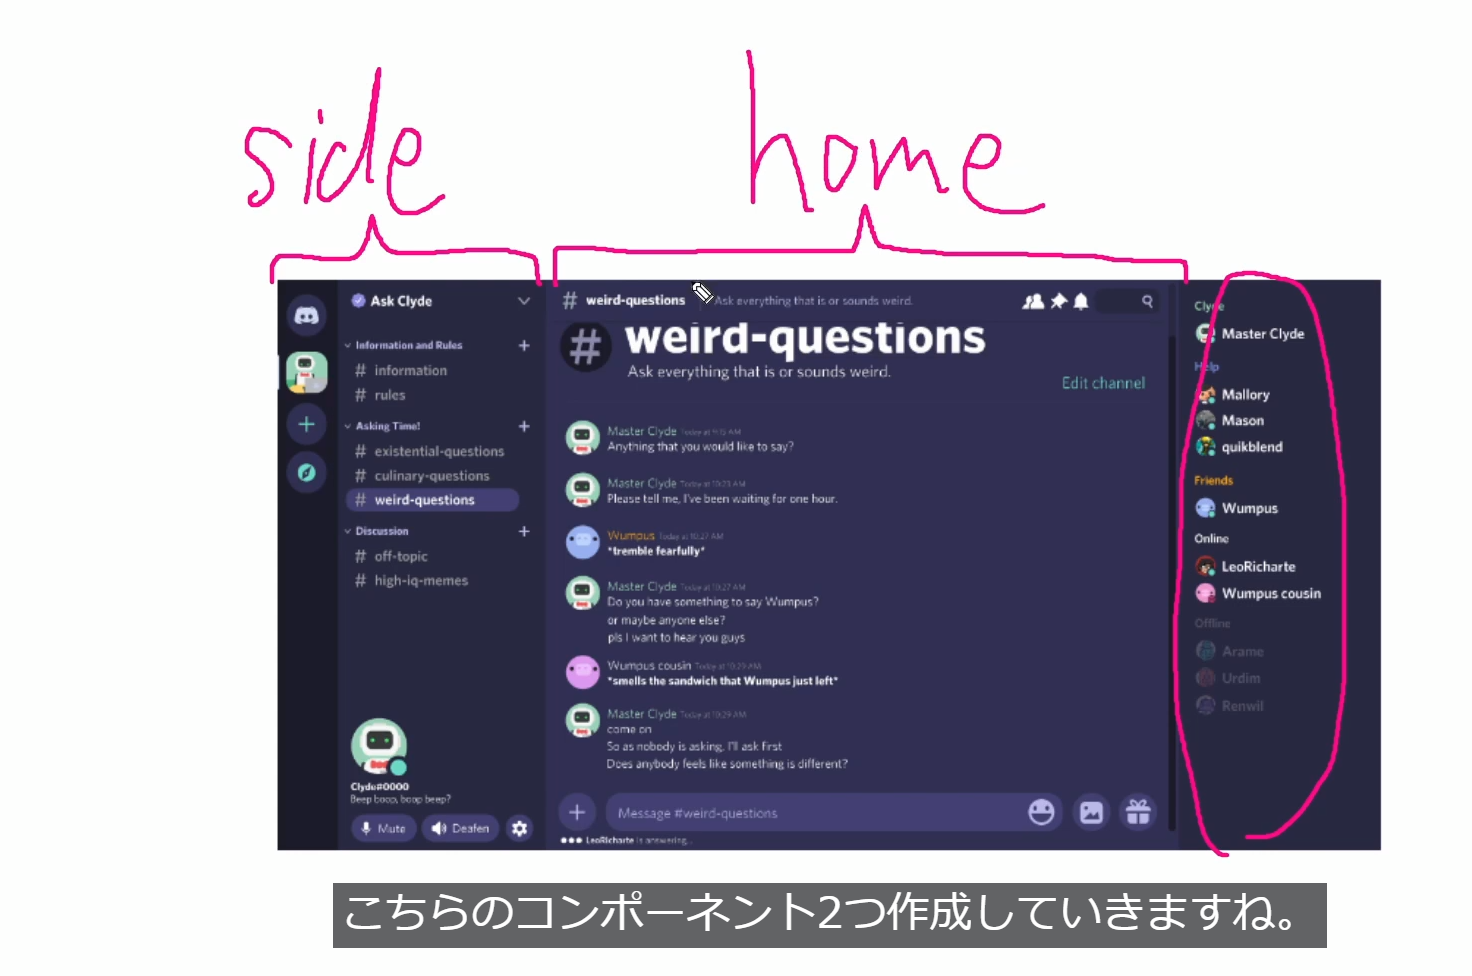 side
home
Ask Clyde
Information and Rules
# information
# rules
Asking Time!
# existential-questions
# culinary-questions
# weird-questions
Discussion
# off-topic
# high-iq-memes
Clyde#0000
Beep boop, boop beep?
Mute
Deafen
# weird-questions
Ask everything that is or sounds weird.
# weird-questions
Ask everything that is or sounds weird.
Edit channel
Master Clyde Today at 9:15 AM
Anything that you would like to say?
Master Clyde Today at 10:23 AM
Please tell me, I've been waiting for one hour.
Wumpus Today at 10:27 AM
*tremble fearfully*
Master Clyde Today at 10:27 AM
Do you have something to say Wumpus?
or maybe anyone else?
pls I want to hear you guys
Wumpus cousin Today at 10:29 AM
*smells the sandwich that Wumpus just left*
Master Clyde Today at 10:29 AM
come on
So as nobody is asking, I'll ask first
Does anybody feels like something is different?
Message #weird-questions
LeoRicharte is answering...
Clyde
Master Clyde
Help
Mallory
Mason
quikblend
Friends
Wumpus
Online
LeoRicharte
Wumpus cousin
Offline
Arame
Urdim
Renwil
こちらのコンポーネント2つ作成していきますね。